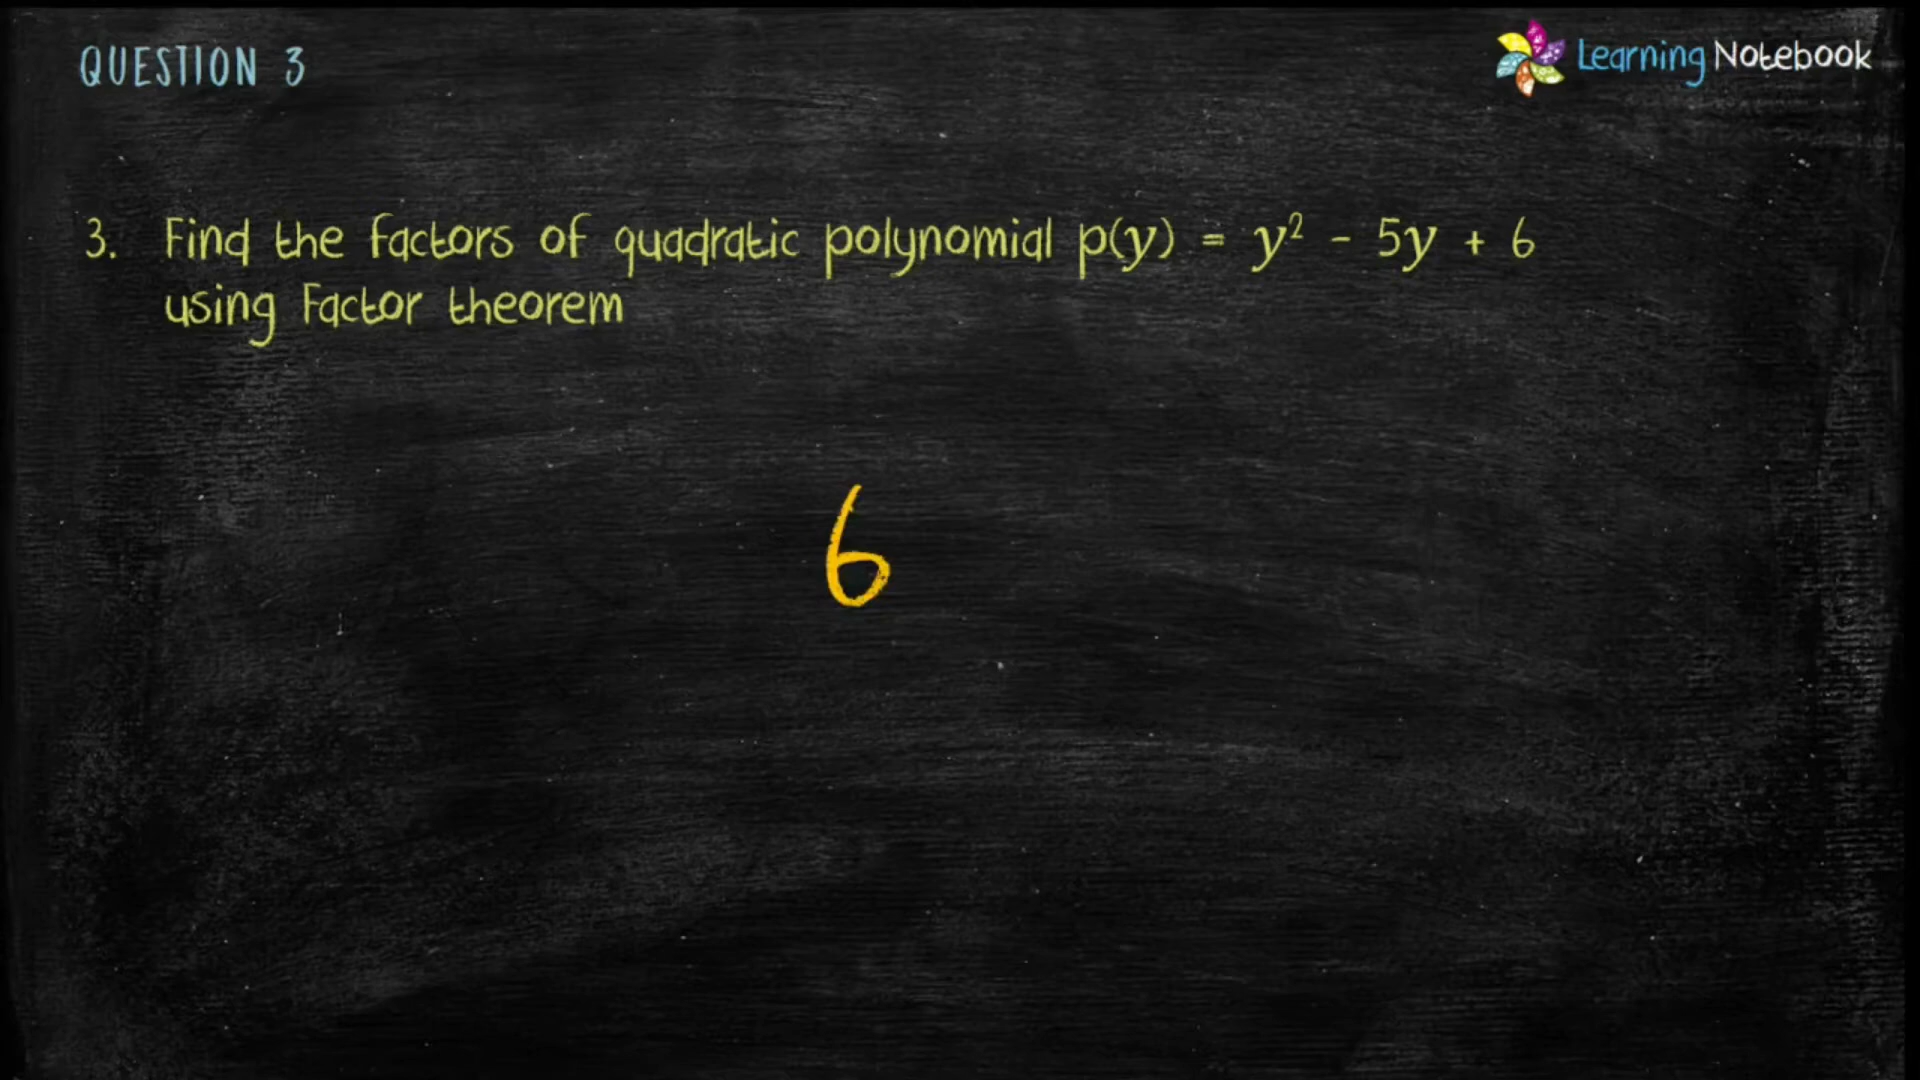 QUESTION 3
Learning Notebook
3. Find the factors of quadratic polynomial p(y) = y² - 5y + 6
using Factor theorem
6